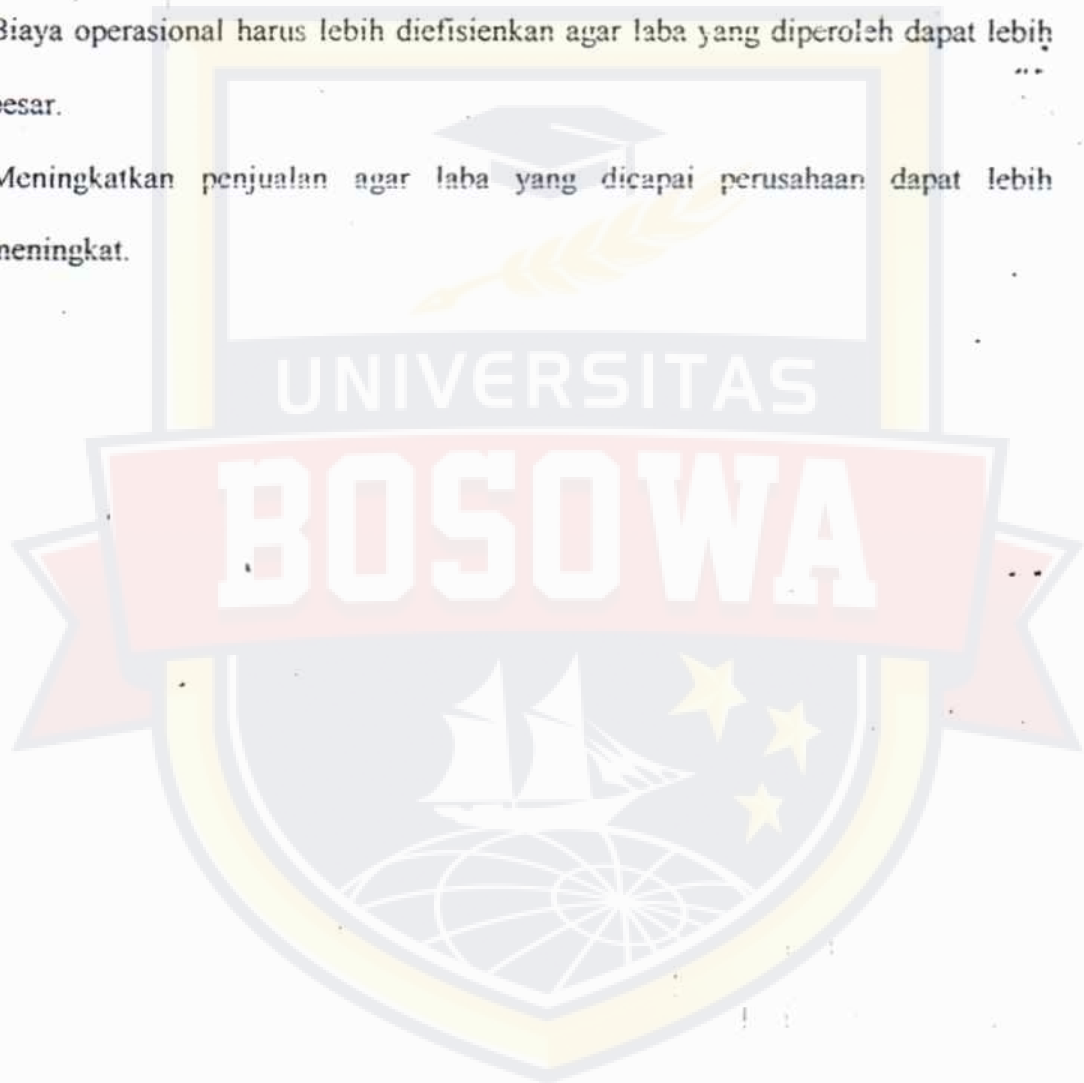 Biaya operasional harus lebih diefisienkan agar laba yang diperoleh dapat lebih
besar.
Meningkatkan penjualan agar laba yang dicapai perusahaan dapat lebih
meningkat.
UNIVERSITAS
BOSOWA